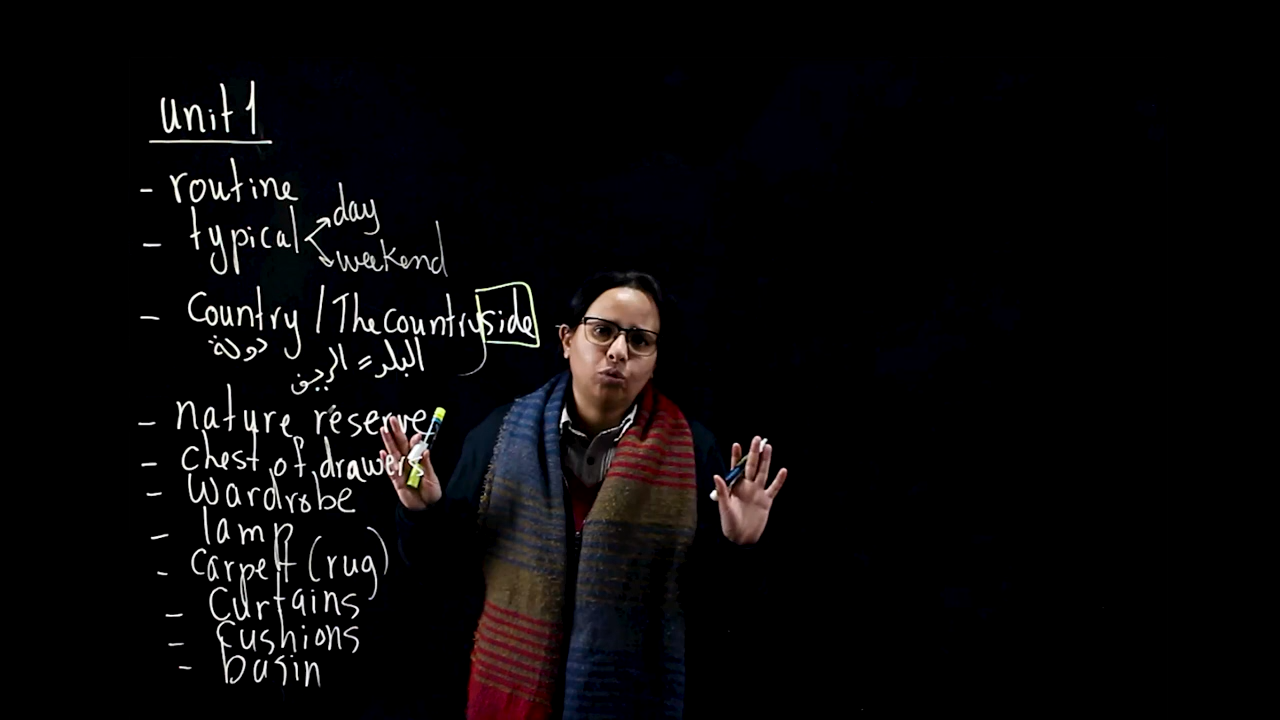 Unit 1
- routine
- typical day
weekend
- Country / The countryside
دولة الريف = البلد
- nature reserve
- chest of drawers
- wardrobe
- lamp
- carpet (rug)
- Curtains
- Cushions
- basin